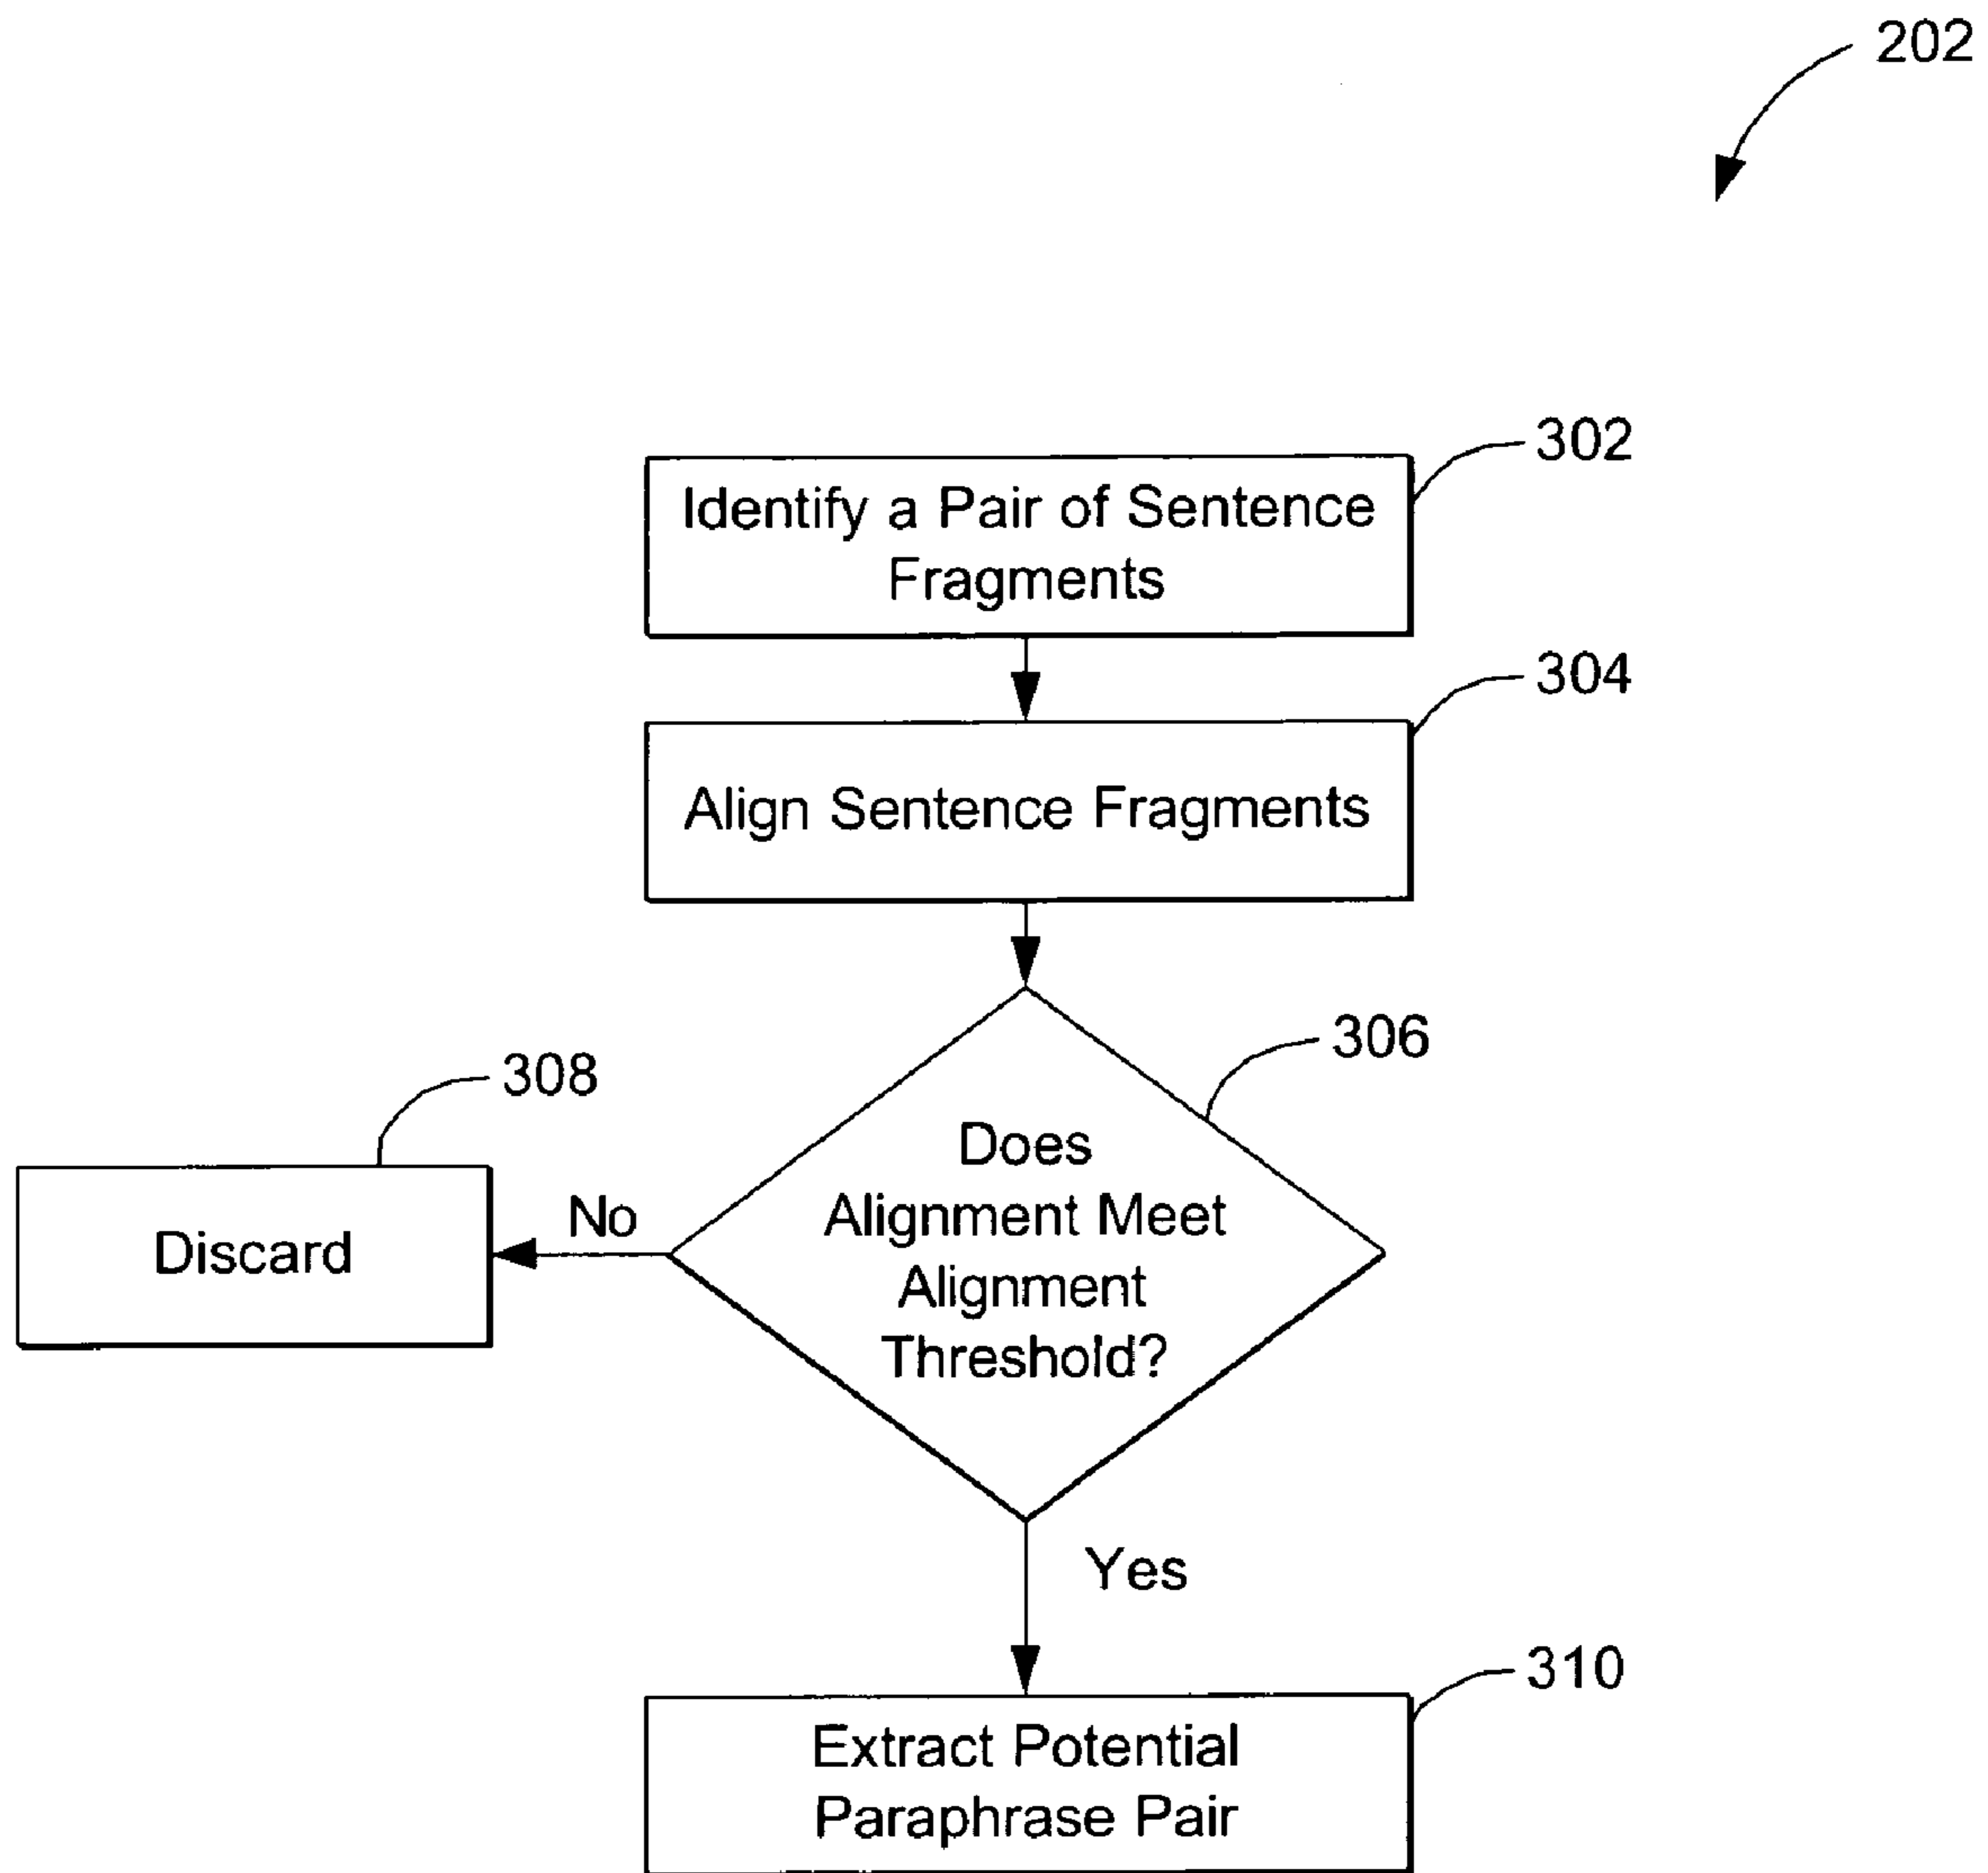 202
302
Identify a Pair of Sentence
Fragments
304
Align Sentence Fragments
306
308
Does
Alignment Meet
Alignment
Threshold?
No
Discard
Yes
310
Extract Potential
Paraphrase Pair